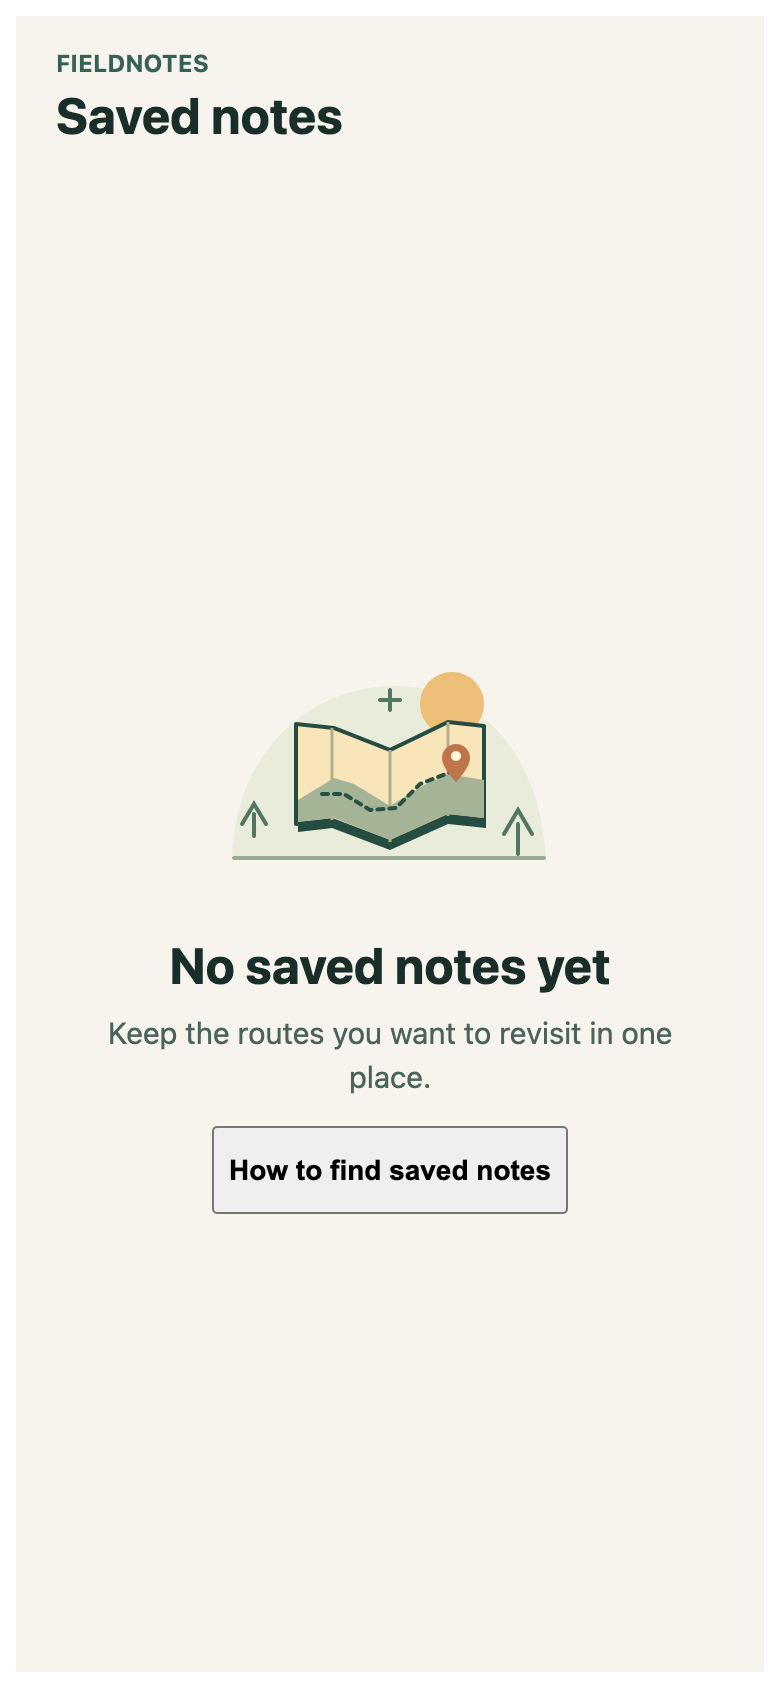 FIELDNOTES
Saved notes
No saved notes yet
Keep the routes you want to revisit in one
place.
How to find saved notes